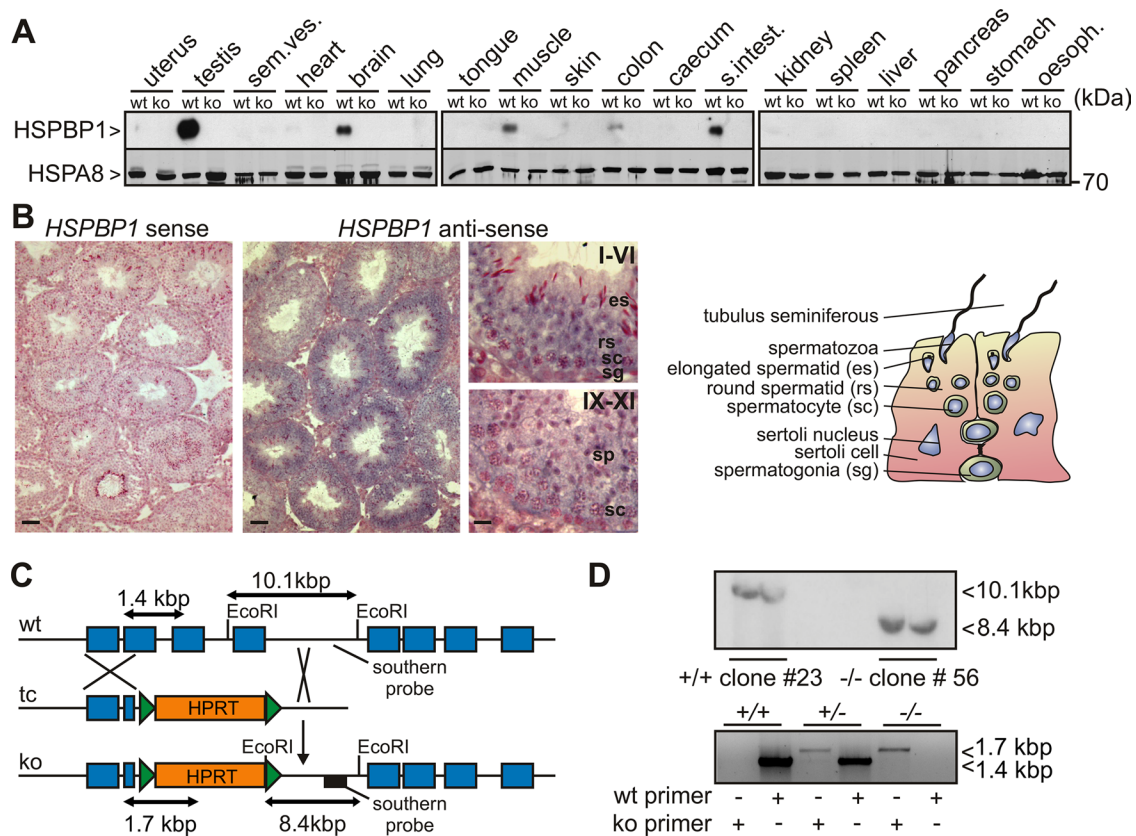 A
uterus testis sem.ves. heart brain lung tongue muscle skin colon caecum s.intest. kidney spleen liver pancreas stomach oesoph.
wt ko wt ko wt ko wt ko wt ko wt ko wt ko wt ko wt ko wt ko wt ko wt ko wt ko wt ko wt ko wt ko wt ko wt ko (kDa)
HSPBP1>
HSPA8 >
70
B
HSPBP1 sense HSPBP1 anti-sense
I-VI
es
rs
sc
sg
IX-XI
sp
sc
tubulus seminiferous
spermatozoa
elongated spermatid (es)
round spermatid (rs)
spermatocyte (sc)
sertoli nucleus
sertoli cell
spermatogonia (sg)
C
10.1kbp
1.4 kbp
EcoRI EcoRI
wt
southern
probe
tc
HPRT
EcoRI EcoRI
ko
HPRT
southern
probe
1.7 kbp 8.4kbp
D
<10.1kbp
<8.4 kbp
+/+ clone #23 -/- clone # 56
+/+ +/- -/-
<1.7 kbp
<1.4 kbp
wt primer - + - + - +
ko primer + - + - + -